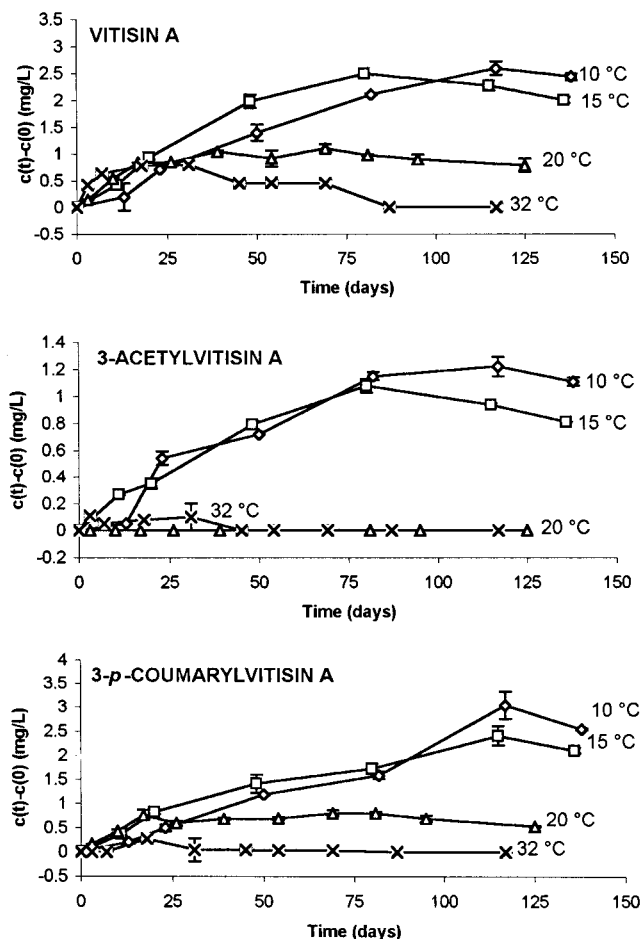 VITISIN A
c(t)-c(0) (mg/L)
3.5
3
2.5
2
1.5
1
0.5
0
-0.5
10 °C
15 °C
20 °C
32 °C
0 25 50 75 100 125 150
Time (days)
3-ACETYLVITISIN A
c(t)-c(0) (mg/L)
1.4
1.2
1
0.8
0.6
0.4
0.2
0
-0.2
10 °C
15 °C
32 °C
20 °C
0 25 50 75 100 125 150
Time (days)
3-p-COUMARYLVITISIN A
c(t)-c(0) (mg/L)
4
3.5
3
2.5
2
1.5
1
0.5
0
-0.5
10 °C
15 °C
20 °C
32 °C
0 25 50 75 100 125 150
Time (days)